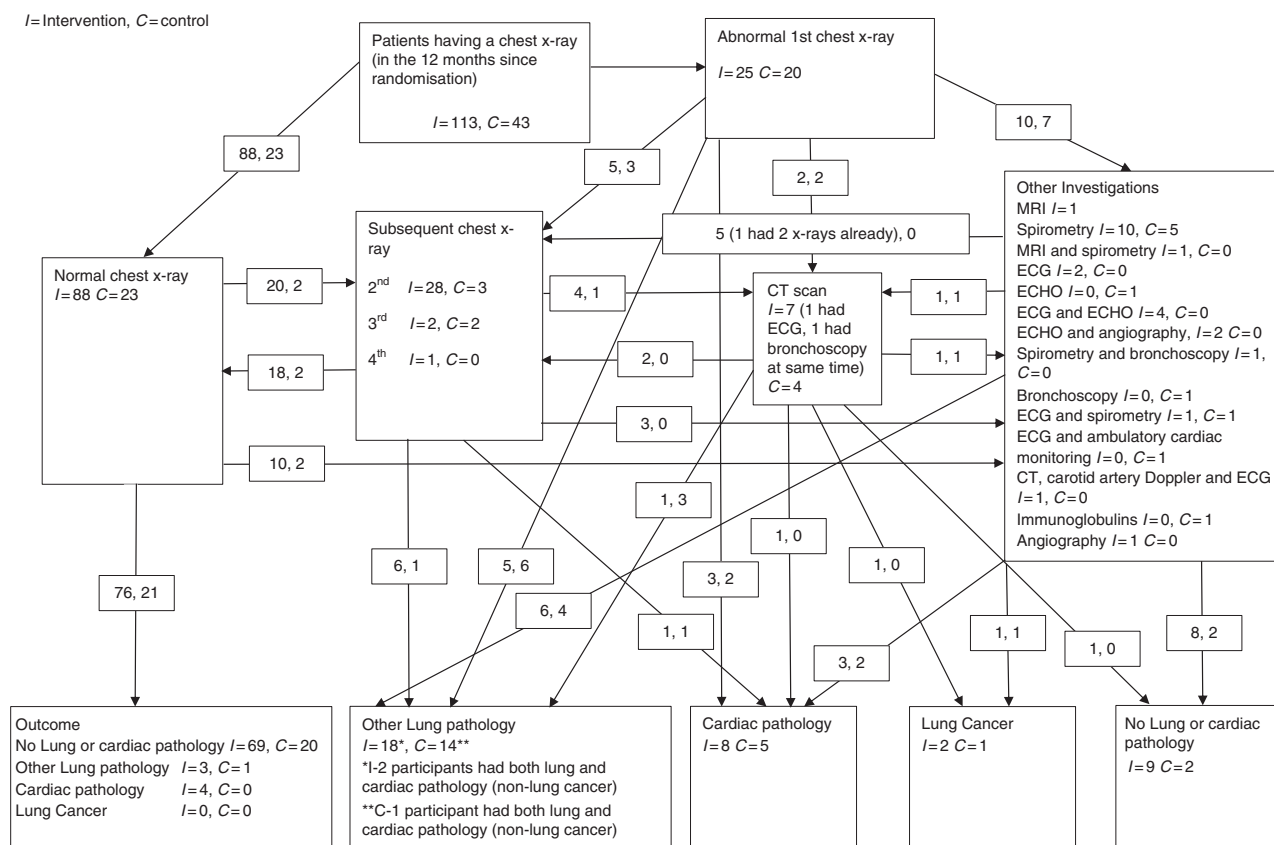 I=Intervention, C=control
Patients having a chest x-ray
(in the 12 months since
randomisation)
I=113, C=43
Abnormal 1st chest x-ray
I=25 C=20
88, 23
5, 3
2, 2
10, 7
Normal chest x-ray
I=88 C=23
20, 2
18, 2
10, 2
Subsequent chest x-
ray
2nd I=28, C=3
3rd I=2, C=2
4th I=1, C=0
5 (1 had 2 x-rays already), 0
4, 1
2, 0
3, 0
CT scan
I=7 (1 had
ECG, 1 had
bronchoscopy
at same time)
C=4
1, 1
1, 1
Other Investigations
MRI I=1
Spirometry I=10, C=5
MRI and spirometry I=1, C=0
ECG I=2, C=0
ECHO I=0, C=1
ECG and ECHO I=4, C=0
ECHO and angiography, I=2 C=0
Spirometry and bronchoscopy I=1,
C=0
Bronchoscopy I=0, C=1
ECG and spirometry I=1, C=1
ECG and ambulatory cardiac
monitoring I=0, C=1
CT, carotid artery Doppler and ECG
I=1, C=0
Immunoglobulins I=0, C=1
Angiography I=1 C=0
76, 21
6, 1
5, 6
1, 3
6, 4
1, 1
3, 2
1, 0
1, 0
3, 2
1, 1
1, 0
8, 2
Outcome
No Lung or cardiac pathology I=69, C=20
Other Lung pathology I=3, C=1
Cardiac pathology I=4, C=0
Lung Cancer I=0, C=0
Other Lung pathology
I=18*, C=14**
*I-2 participants had both lung and
cardiac pathology (non-lung cancer)
**C-1 participant had both lung and
cardiac pathology (non-lung cancer)
Cardiac pathology
I=8 C=5
Lung Cancer
I=2 C=1
No Lung or cardiac
pathology
I=9 C=2